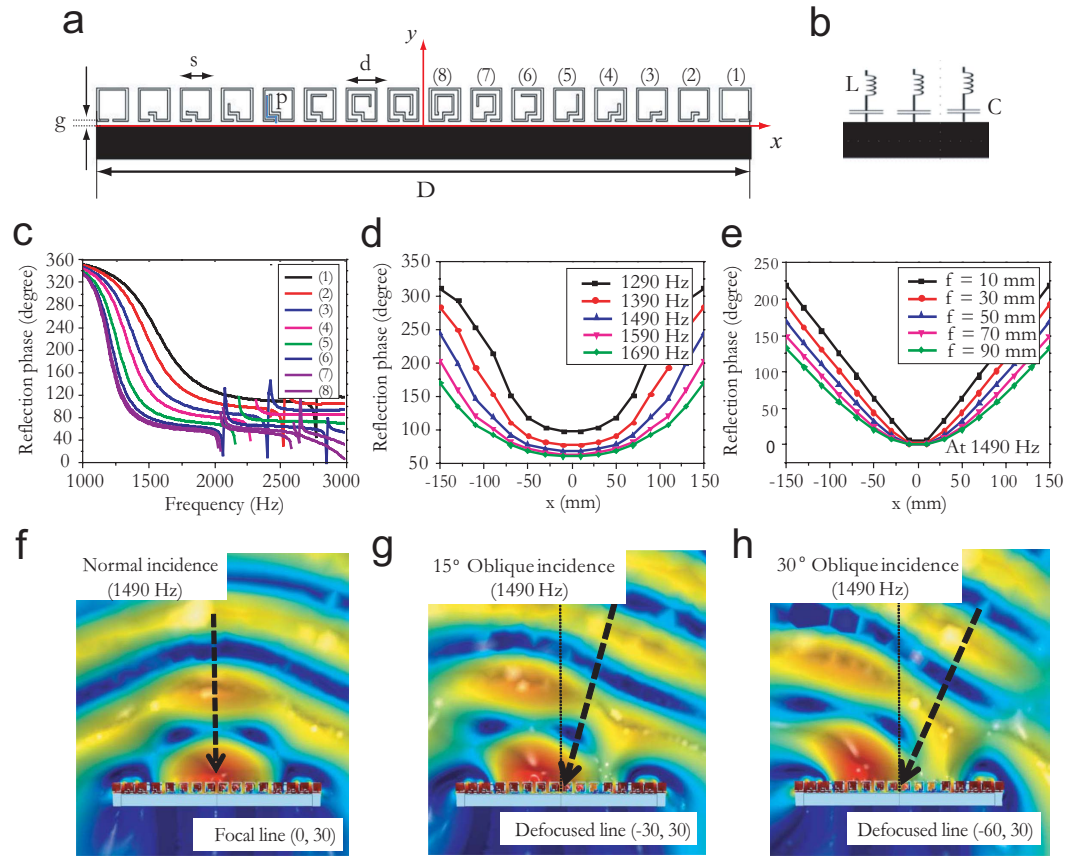 a
b
s
d
y
(8) (7) (6) (5) (4) (3) (2) (1)
p
g
x
D
L
C
c
Reflection phase (degree)
360
320
280
240
200
160
120
80
40
0
1000 1500 2000 2500 3000
Frequency (Hz)
(1)
(2)
(3)
(4)
(5)
(6)
(7)
(8)
d
Reflection phase (degree)
350
300
250
200
150
100
50
-150 -100 -50 0 50 100 150
x (mm)
1290 Hz
1390 Hz
1490 Hz
1590 Hz
1690 Hz
e
Reflection phase (degree)
250
200
150
100
50
0
-150 -100 -50 0 50 100 150
x (mm)
f = 10 mm
f = 30 mm
f = 50 mm
f = 70 mm
f = 90 mm
At 1490 Hz
f
Normal incidence
(1490 Hz)
Focal line (0, 30)
g
15° Oblique incidence
(1490 Hz)
Defocused line (-30, 30)
h
30° Oblique incidence
(1490 Hz)
Defocused line (-60, 30)